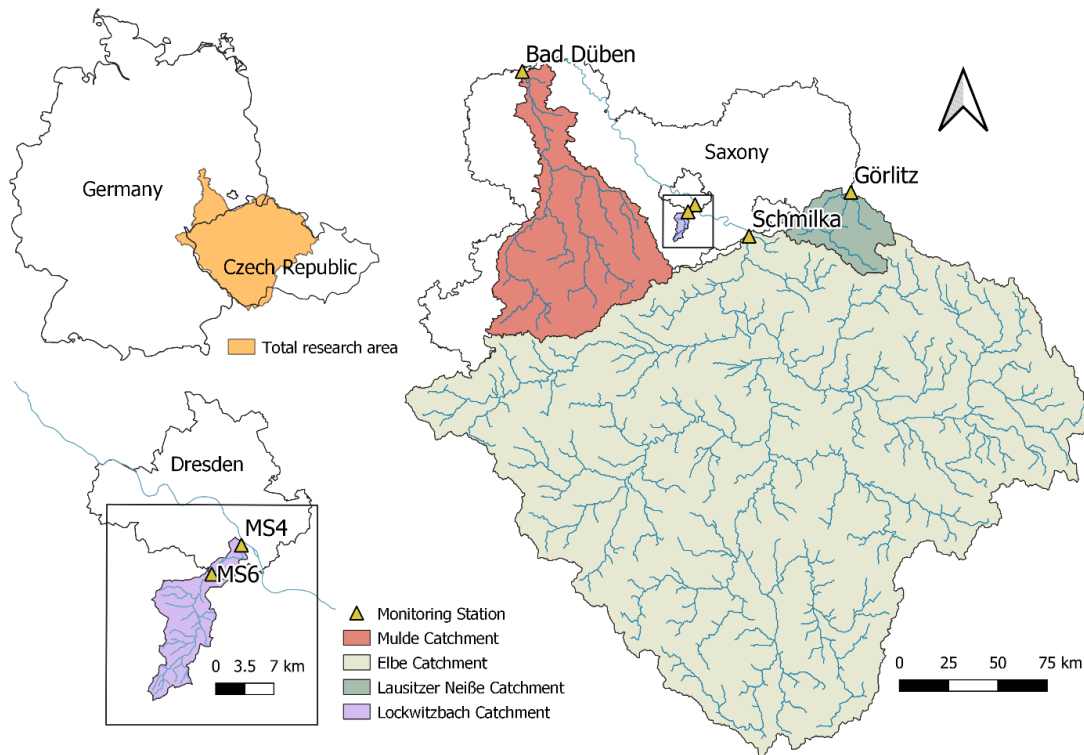 Germany
Czech Republic
Total research area
Bad Düben
Saxony
Görlitz
Schmilka
Dresden
MS4
MS6
0 3.5 7 km
Monitoring Station
Mulde Catchment
Elbe Catchment
Lausitzer Neiße Catchment
Lockwitzbach Catchment
0 25 50 75 km